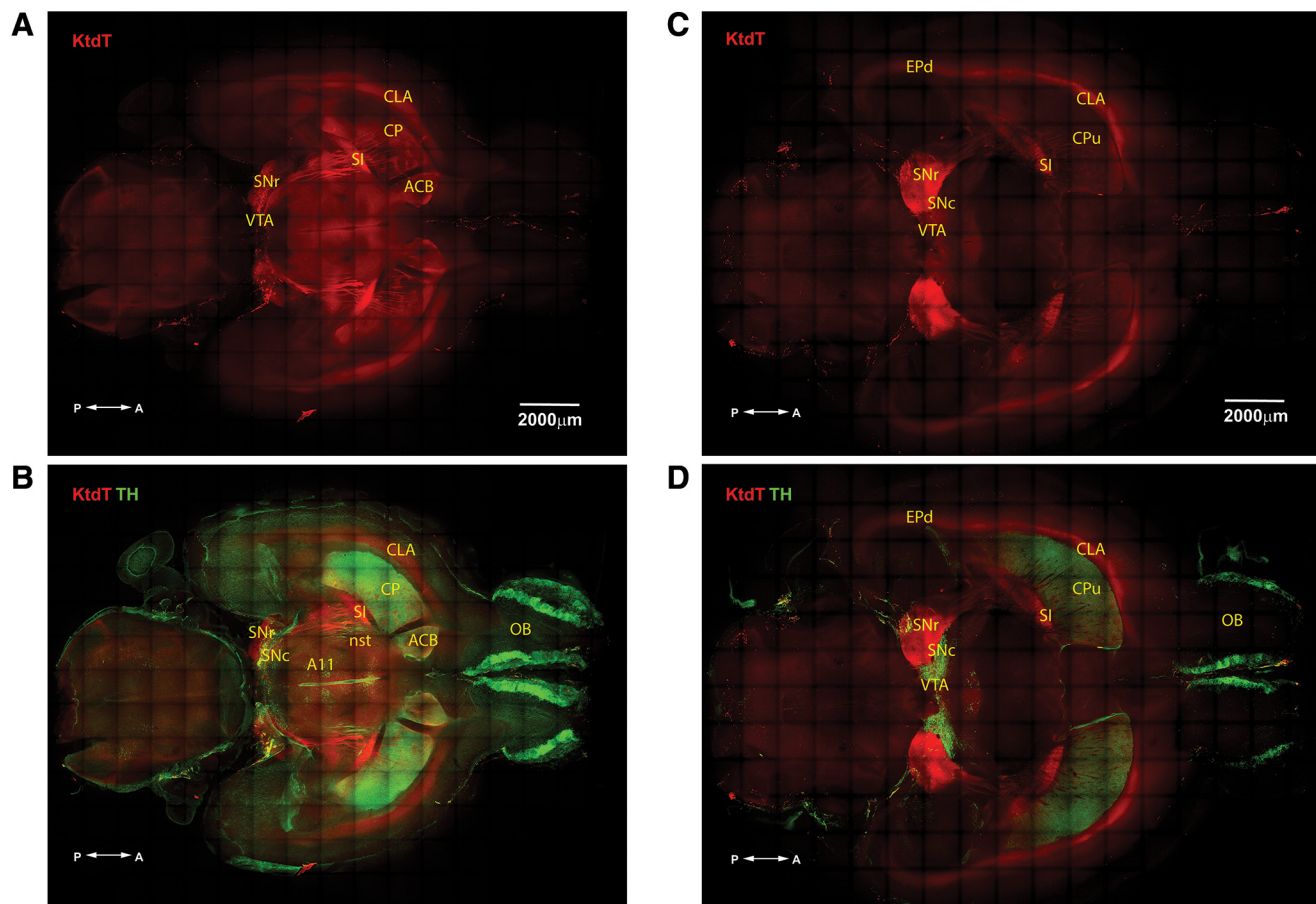 A
KtdT
CLA
CP
SI
SNr
ACB
VTA
P A
2000μm
C
KtdT
EPd
CLA
CPu
SI
SNr
SNc
VTA
P A
2000μm
B
KtdT TH
CLA
CP
SI
OB
SNr
nst
ACB
SNc
A11
P A
D
KtdT TH
EPd
CLA
CPu
SI
OB
SNr
SNc
VTA
P A